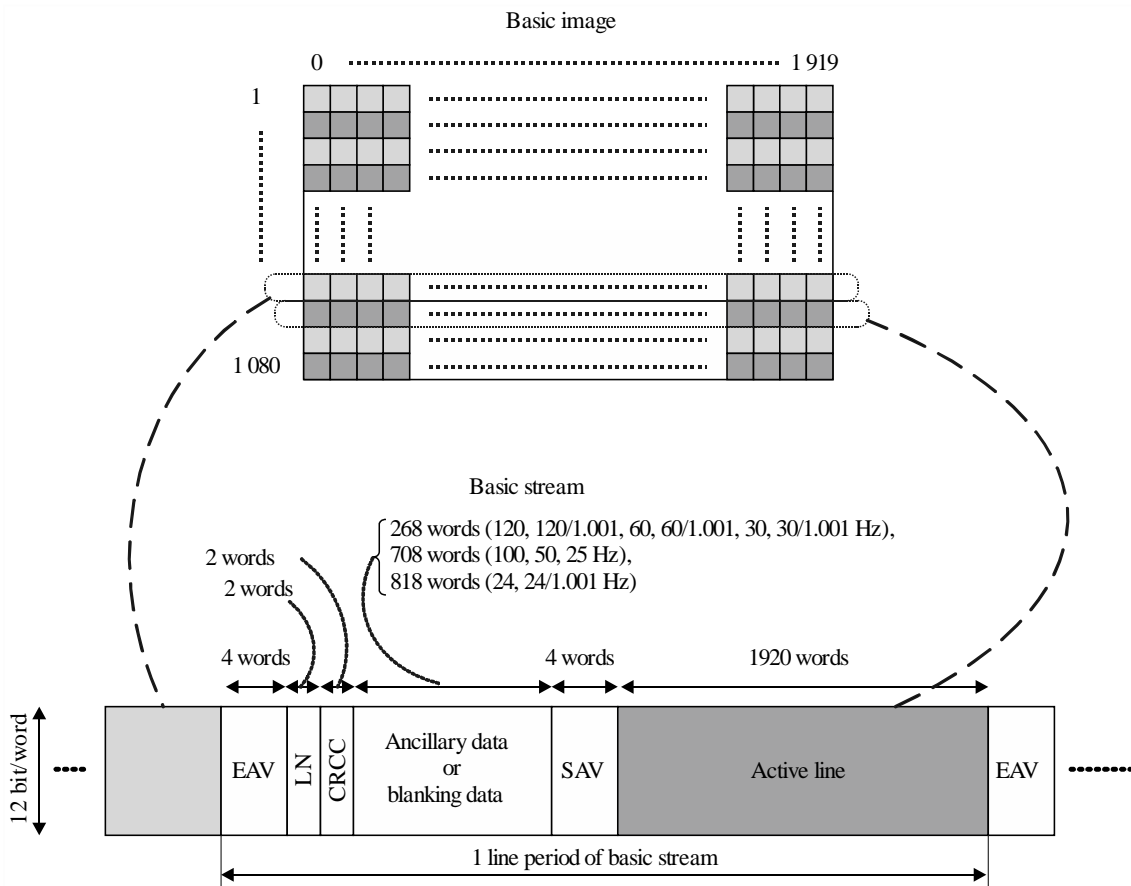 Basic image
0 1 919
1
1 080
Basic stream
268 words (120, 120/1.001, 60, 60/1.001, 30, 30/1.001 Hz),
708 words (100, 50, 25 Hz),
818 words (24, 24/1.001 Hz)
2 words
2 words
4 words
4 words
1920 words
12 bit/word
EAV
LN
CRCC
Ancillary data
or
blanking data
SAV
Active line
EAV
1 line period of basic stream